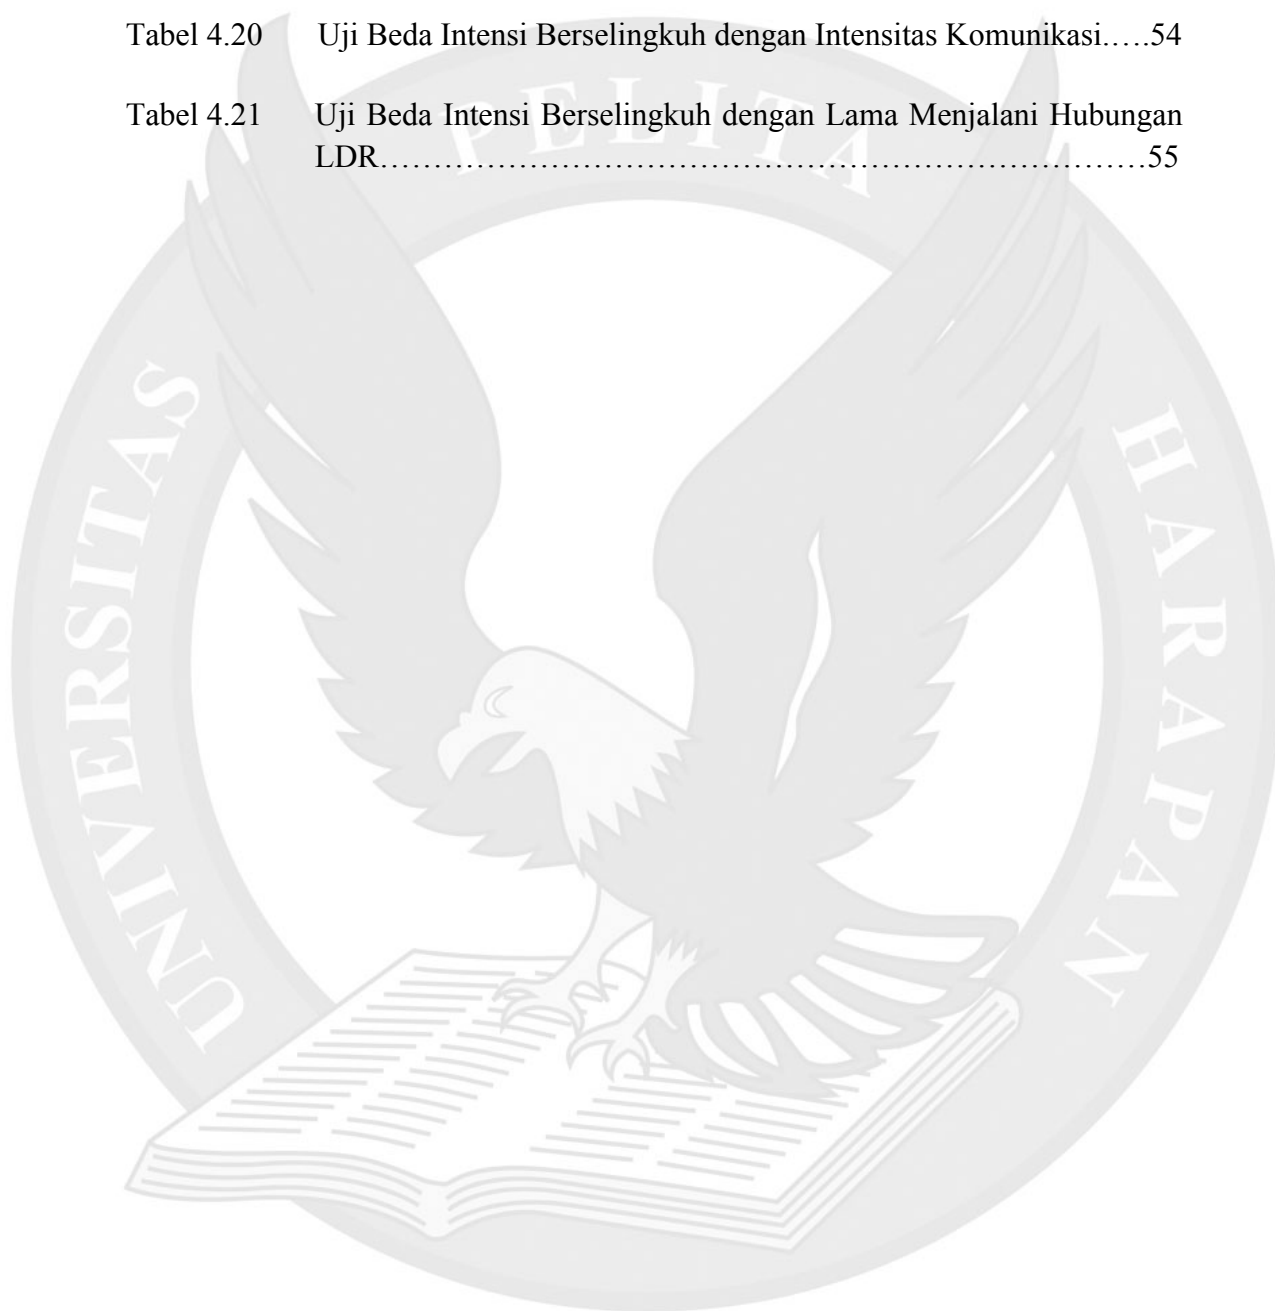 Tabel 4.20 Uji Beda Intensi Berselingkuh dengan Intensitas Komunikasi…..54
Tabel 4.21 Uji Beda Intensi Berselingkuh dengan Lama Menjalani Hubungan
LDR……………………………………………………………………55
UNIVERSITAS PELITA HARAPAN